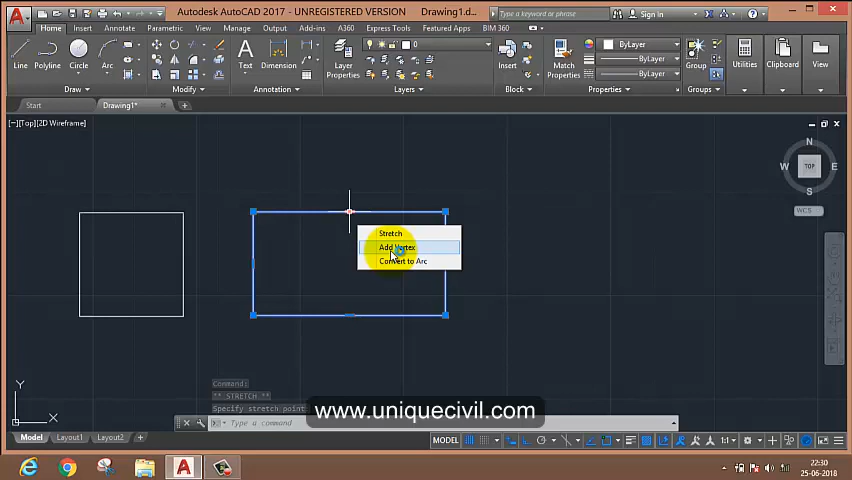 Autodesk AutoCAD 2017 - UNREGISTERED VERSION Drawing1.d...
Type a keyword or phrase
Sign In
Home Insert Annotate Parametric View Manage Output Add-ins A360 Express Tools Featured Apps BIM 360
Line Polyline Circle Arc
Text Dimension
Layer Properties
0
Insert
Match Properties
ByLayer
ByLayer
ByLayer
Group
Utilities
Clipboard
View
Draw Modify Annotation Layers Block Properties Groups
Start Drawing1*
[−][Top][2D Wireframe]
N
W TOP E
S
WCS
Stretch
Add Vertex
Convert to Arc
Y
X
Command:
** STRETCH **
Specify stretch point
www.uniquecivil.com
Type a command
Model Layout1 Layout2
MODEL
1:1
22:30
25-06-2018